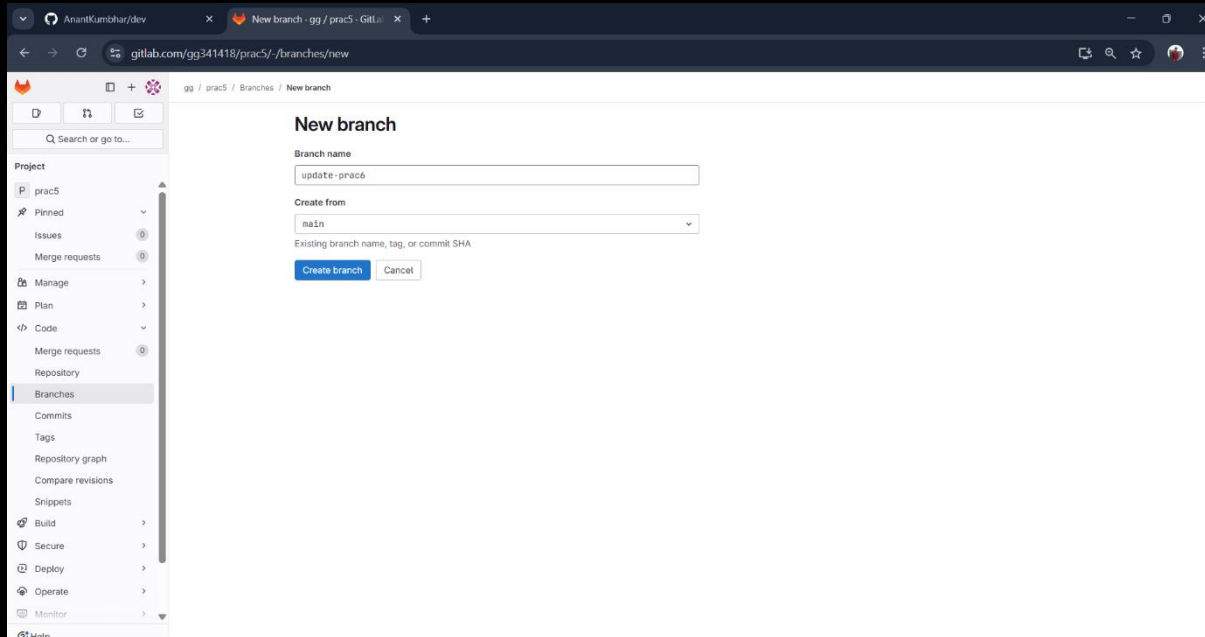 AnantKumbhar/dev
New branch · gg / prac5 · GitLa
gitlab.com/gg341418/prac5/-/branches/new
gg / prac5 / Branches / New branch
Search or go to...
Project
P prac5
Pinned
Issues 0
Merge requests 0
Manage
Plan
Code
Merge requests 0
Repository
Branches
Commits
Tags
Repository graph
Compare revisions
Snippets
Build
Secure
Deploy
Operate
Monitor
Help
New branch
Branch name
update-prac6
Create from
main
Existing branch name, tag, or commit SHA
Create branch Cancel